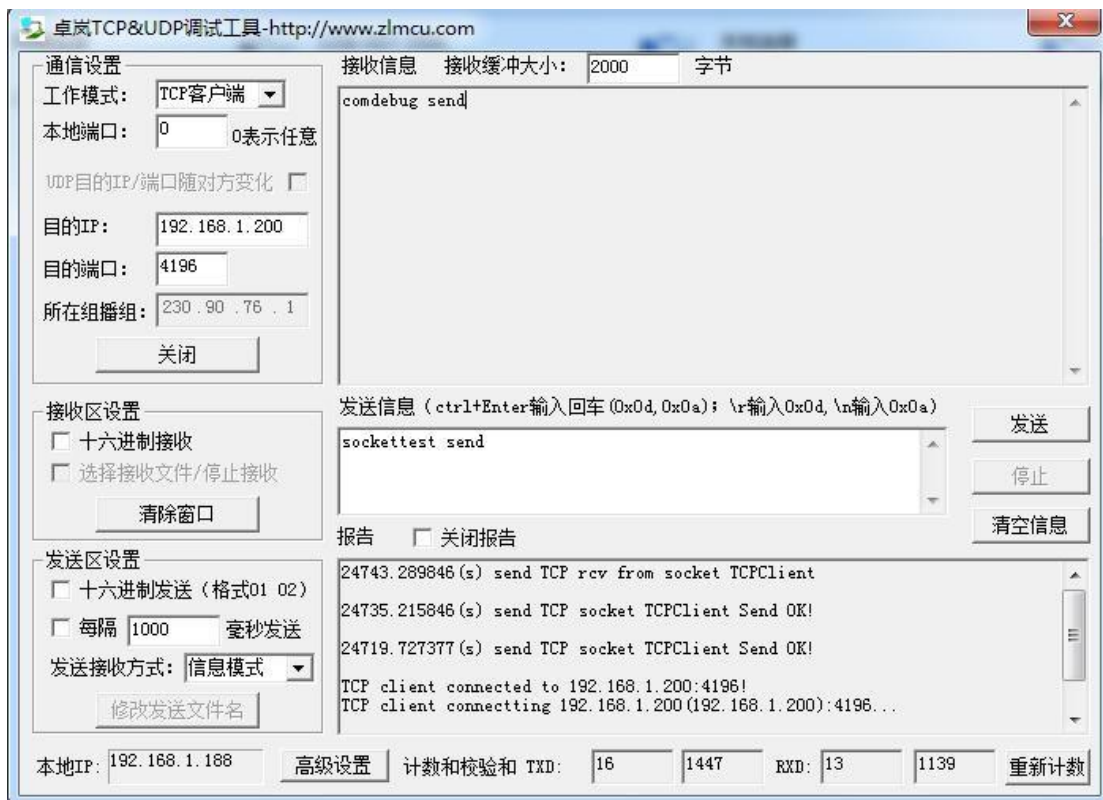 卓岚TCP&UDP调试工具-http://www.zlmcu.com
通信设置
工作模式： TCP客户端
本地端口： 0 0表示任意
UDP目的IP/端口随对方变化
目的IP： 192.168.1.200
目的端口： 4196
所在组播组： 230 .90 .76 . 1
关闭
接收区设置
十六进制接收
选择接收文件/停止接收
清除窗口
发送区设置
十六进制发送（格式01 02）
每隔 1000 毫秒发送
发送接收方式： 信息模式
修改发送文件名
接收信息 接收缓冲大小： 2000 字节
comdebug send
发送信息（ctrl+Enter输入回车(0x0d,0x0a)；\r输入0x0d,\n输入0x0a）
sockettest send
发送
停止
清空信息
报告 关闭报告
24743.289846(s) send TCP rcv from socket TCPClient
24735.215846(s) send TCP socket TCPClient Send OK!
24719.727377(s) send TCP socket TCPClient Send OK!
TCP client connected to 192.168.1.200:4196!
TCP client connectting 192.168.1.200(192.168.1.200):4196...
本地IP: 192.168.1.188 高级设置 计数和校验和 TXD: 16 1447 RXD: 13 1139 重新计数